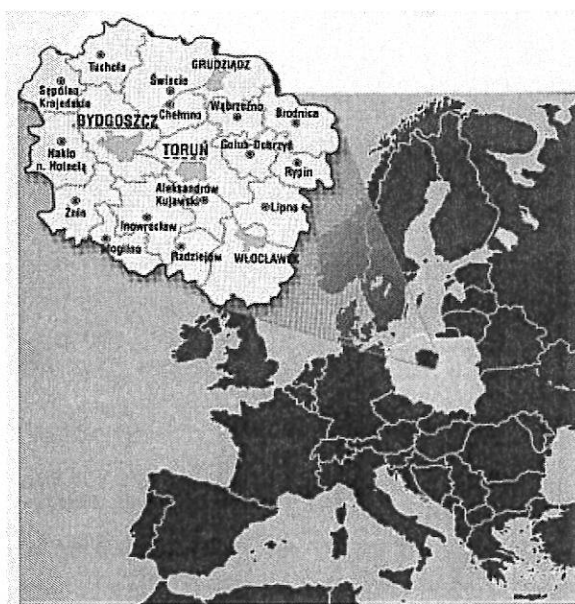 Tuchola
GRUDZIĄDZ
Świecie
Sępólno
Krajeńskie
Chełmno
Wąbrzeźno
Brodnica
BYDGOSZCZ
TORUŃ
Golub-Dobrzyń
Nakło
n. Notecią
Rypin
Aleksandrów
Kujawski
Żnin
Lipno
Inowrocław
Mogilno
Radziejów
WŁOCŁAWEK